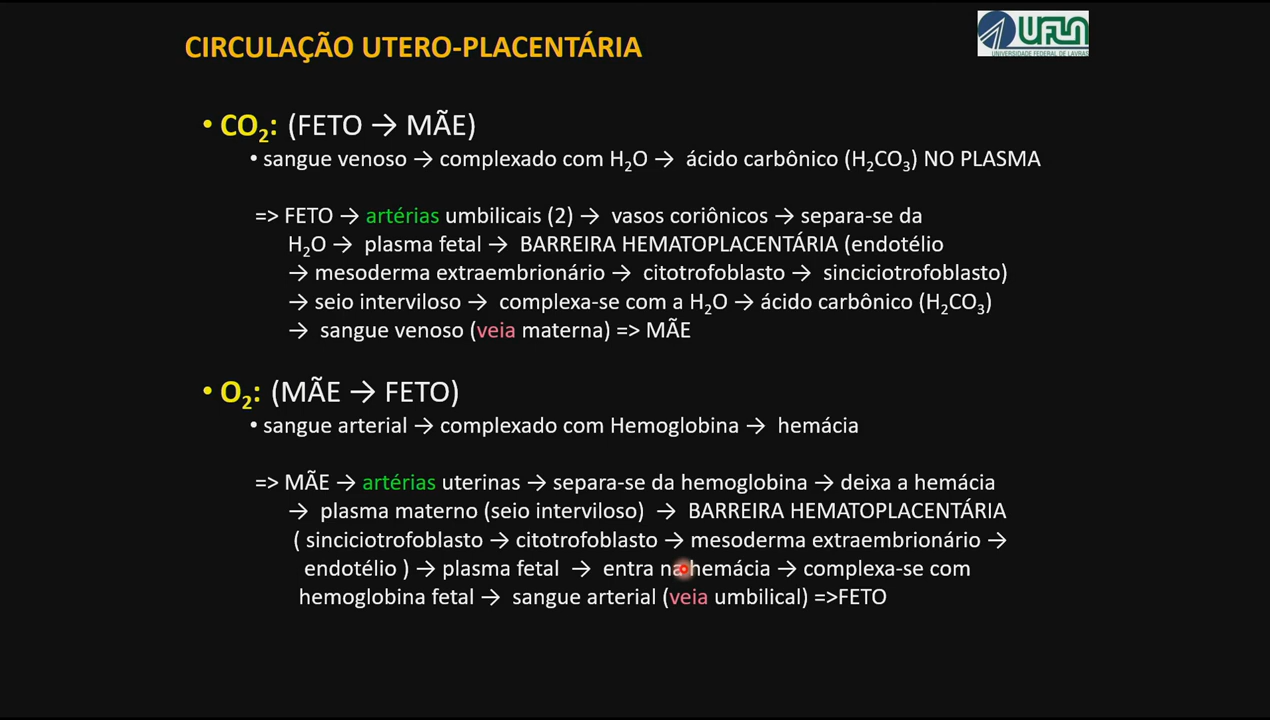 CIRCULAÇÃO UTERO-PLACENTÁRIA
UFLA
UNIVERSIDADE FEDERAL DE LAVRAS
• CO₂: (FETO → MÃE)
• sangue venoso → complexado com H₂O → ácido carbônico (H₂CO₃) NO PLASMA
=> FETO → artérias umbilicais (2) → vasos coriônicos → separa-se da
H₂O → plasma fetal → BARREIRA HEMATOPLACENTÁRIA (endotélio
→ mesoderma extraembrionário → citotrofoblasto → sinciciotrofoblasto)
→ seio interviloso → complexa-se com a H₂O → ácido carbônico (H₂CO₃)
→ sangue venoso (veia materna) => MÃE
• O₂: (MÃE → FETO)
• sangue arterial → complexado com Hemoglobina → hemácia
=> MÃE → artérias uterinas → separa-se da hemoglobina → deixa a hemácia
→ plasma materno (seio interviloso) → BARREIRA HEMATOPLACENTÁRIA
( sinciciotrofoblasto → citotrofoblasto → mesoderma extraembrionário →
endotélio ) → plasma fetal → entra na hemácia → complexa-se com
hemoglobina fetal → sangue arterial (veia umbilical) =>FETO